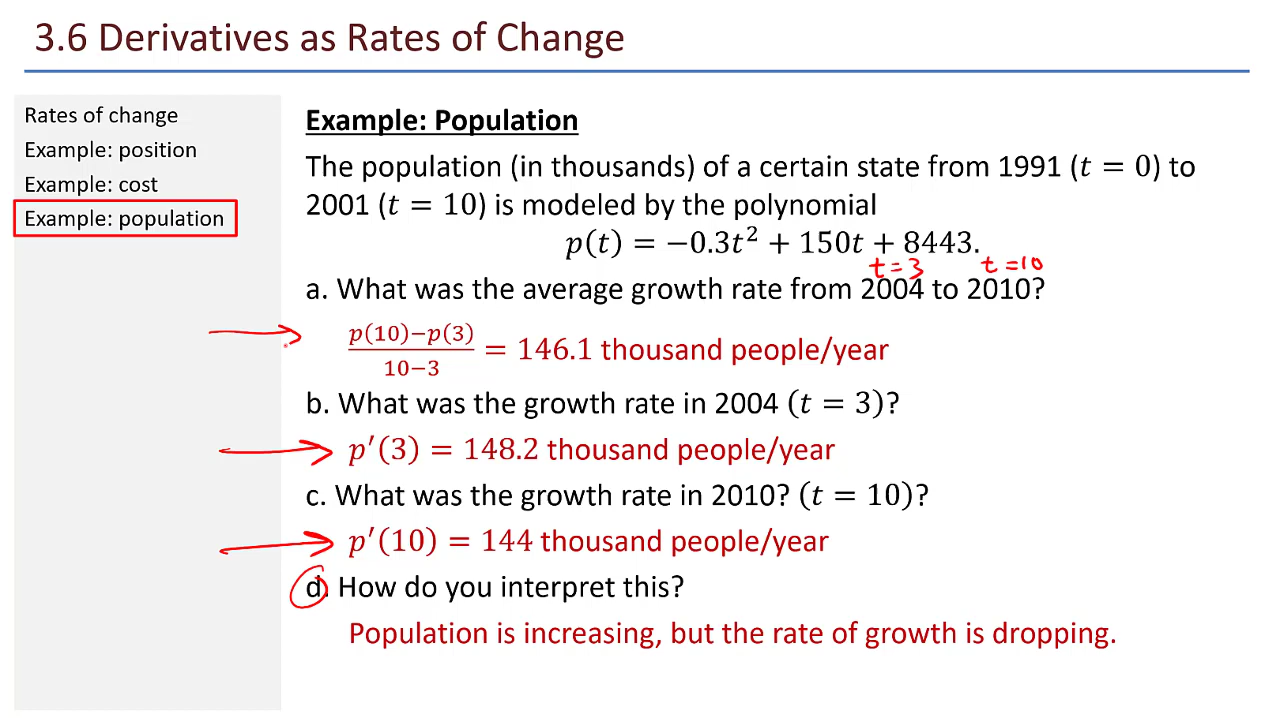 3.6 Derivatives as Rates of Change
Rates of change
Example: position
Example: cost
Example: population
Example: Population
The population (in thousands) of a certain state from 1991 (t = 0) to
2001 (t = 10) is modeled by the polynomial
p(t) = −0.3t² + 150t + 8443.
t = 3 t = 10
a. What was the average growth rate from 2004 to 2010?
p(10)−p(3)
10−3
= 146.1 thousand people/year
b. What was the growth rate in 2004 (t = 3)?
p′(3) = 148.2 thousand people/year
c. What was the growth rate in 2010? (t = 10)?
p′(10) = 144 thousand people/year
d. How do you interpret this?
Population is increasing, but the rate of growth is dropping.